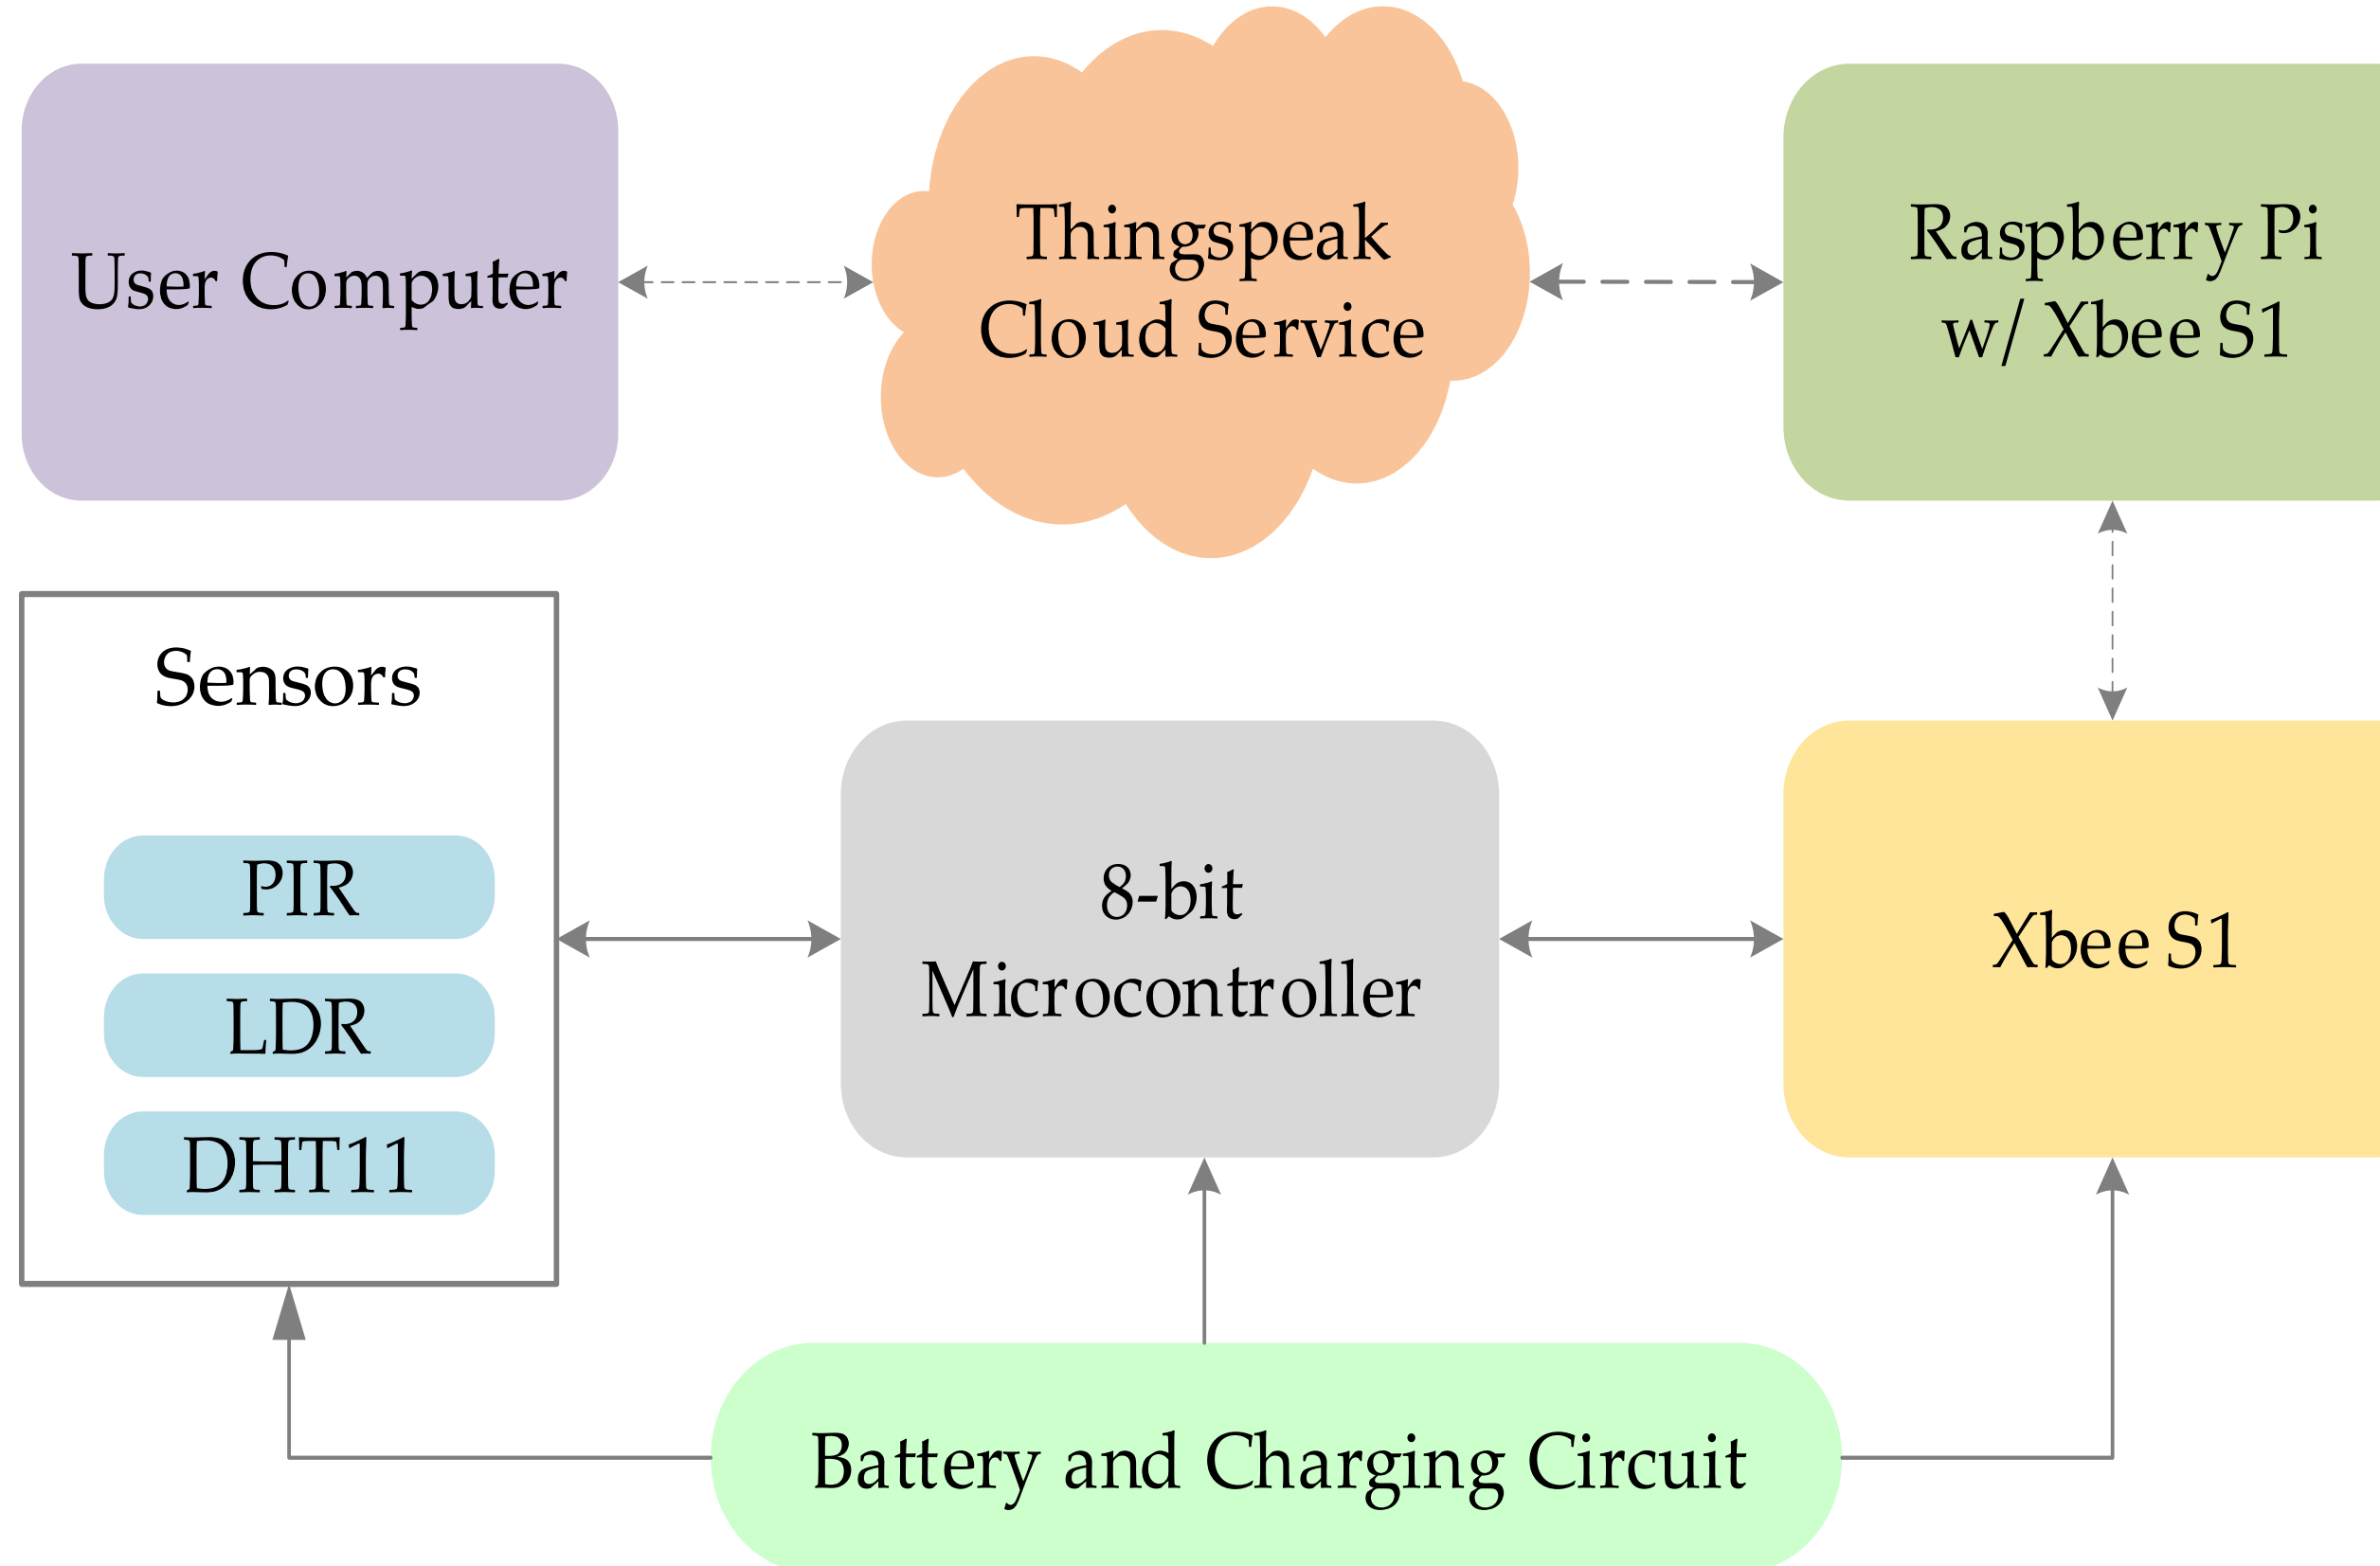 User Computer
Thingspeak
Cloud Service
Raspberry Pi
w/ Xbee S1
Sensors
PIR
LDR
DHT11
8-bit
Microcontroller
Xbee S1
Battery and Charging Circuit